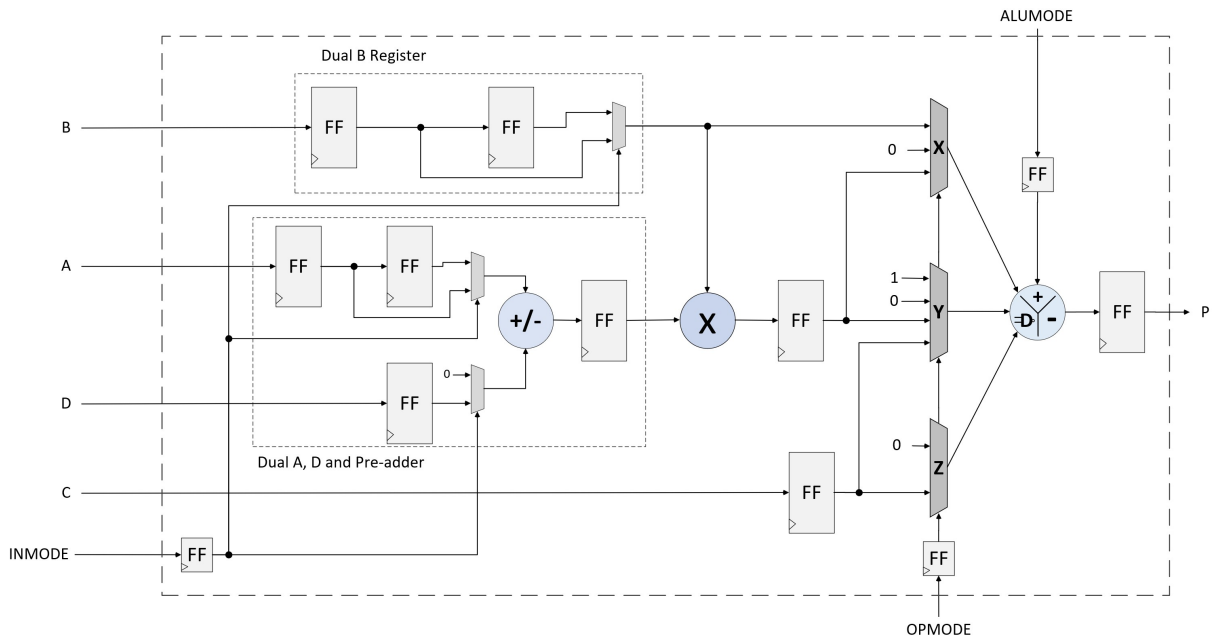 ALUMODE
Dual B Register
FF
FF
B
0
X
FF
A
FF
FF
1
0
+/-
FF
X
FF
Y
+
D
-
FF
P
0
D
FF
0
Z
Dual A, D and Pre-adder
C
FF
INMODE
FF
FF
OPMODE